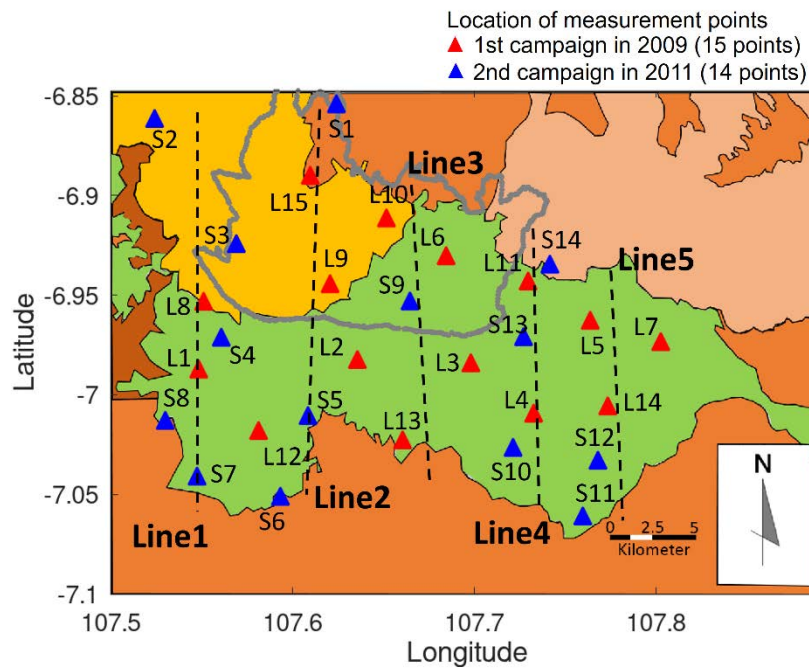 Location of measurement points
1st campaign in 2009 (15 points)
2nd campaign in 2011 (14 points)
-6.85
S2
S1
Line3
L15
L10
-6.9
S3
L6
S14
L9
L11
Line5
S9
-6.95
L8
S13
S4
L2
L5
L7
L1
L3
-7
S8
S5
L4
L14
L13
L12
S12
S10
S7
Line2
S11
-7.05
S6
Line1
Line4
0 2.5 5
Kilometer
N
-7.1
107.5 107.6 107.7 107.8
Latitude
Longitude